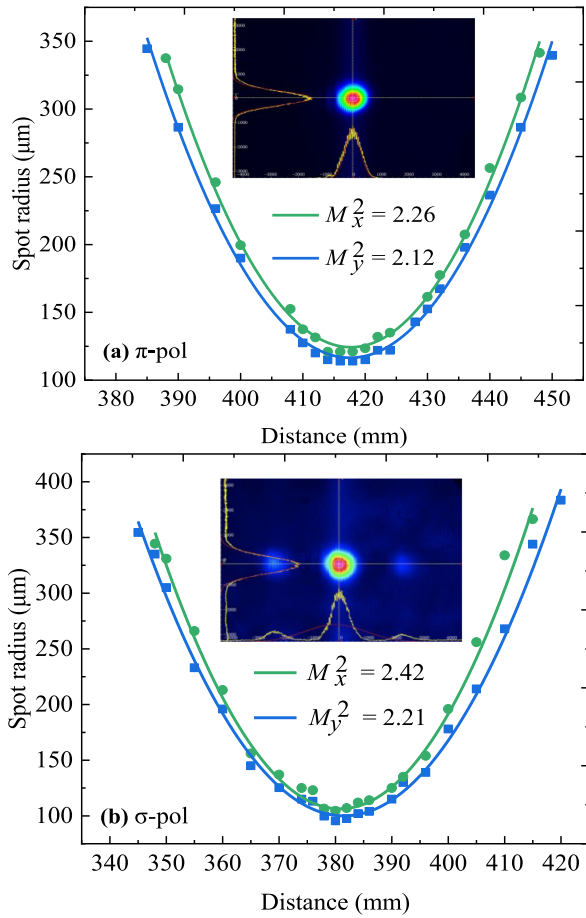 350
300
250
200
150
100
Spot radius (μm)
M²x = 2.26
M²y = 2.12
(a) π-pol
380 390 400 410 420 430 440 450
Distance (mm)
400
350
300
250
200
150
100
Spot radius (μm)
M²x = 2.42
My² = 2.21
(b) σ-pol
340 350 360 370 380 390 400 410 420
Distance (mm)